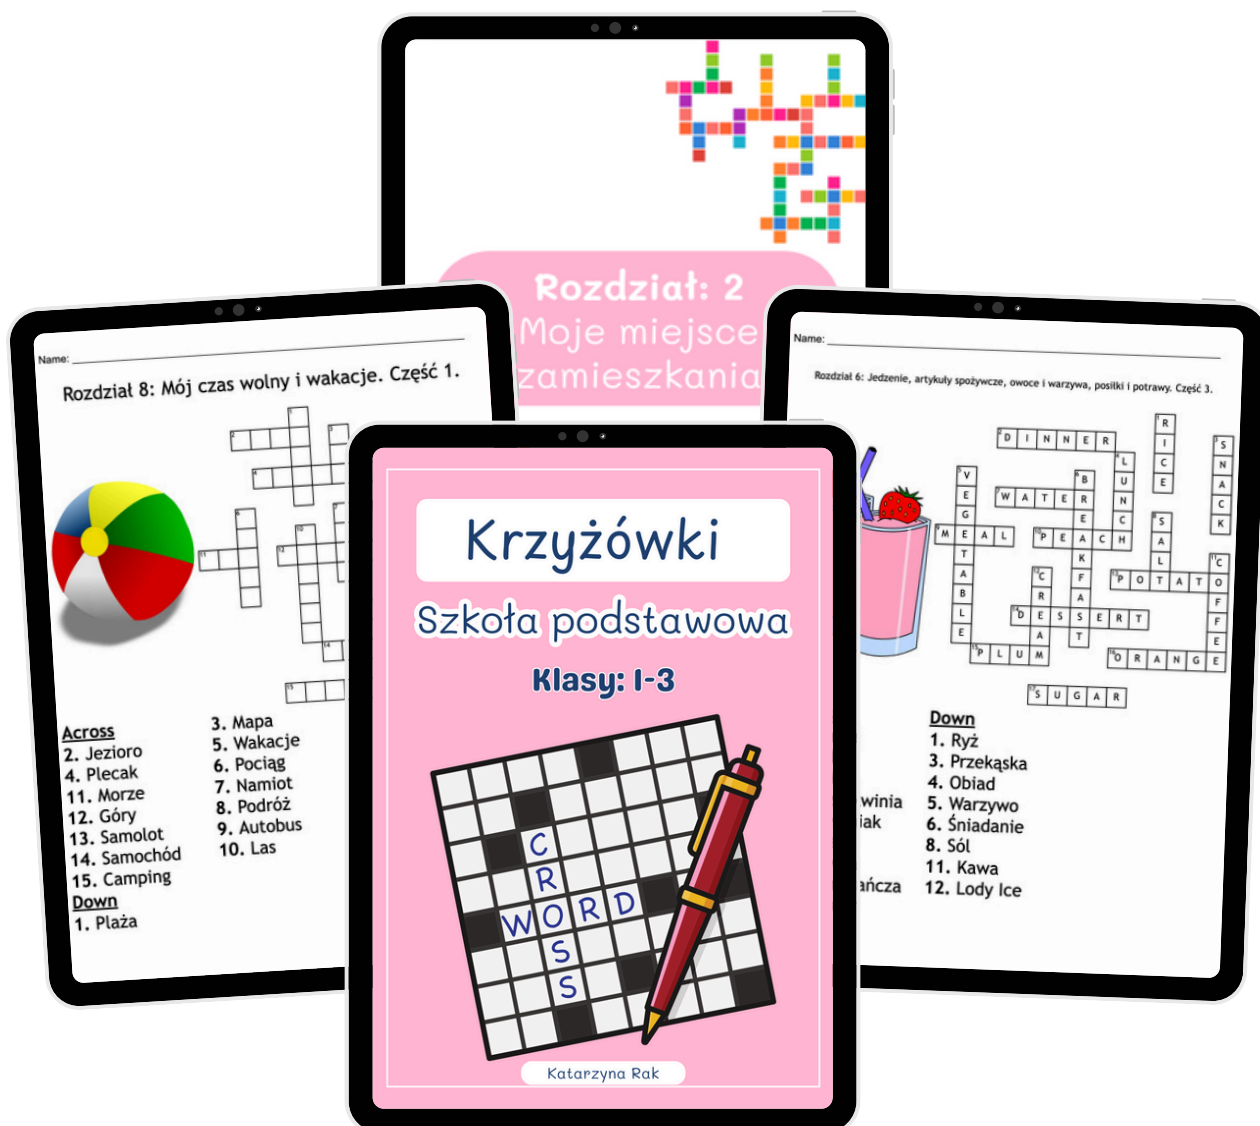 Rozdział: 2
Moje miejsce
zamieszkania
Name:
Rozdział 8: Mój czas wolny i wakacje. Część 1.
Across
2. Jezioro
4. Plecak
11. Morze
12. Góry
13. Samolot
14. Samochód
15. Camping
Down
1. Plaża
3. Mapa
5. Wakacje
6. Pociąg
7. Namiot
8. Podróż
9. Autobus
10. Las
Krzyżówki
Szkoła podstawowa
Klasy: 1-3
CROSS
WORD
Katarzyna Rak
Name:
Rozdział 6: Jedzenie, artykuły spożywcze, owoce i warzywa, posiłki i potrawy. Część 3.
RICE
DINNER
SNACK
LUNCH
VEGETABLE
BREAKFAST
WATER
SALT
MEAL
PEACH
COFFEE
CREAM
POTATO
DESSERT
PLUM
ORANGE
SUGAR
winia
iak
ańcza
Down
1. Ryż
3. Przekąska
4. Obiad
5. Warzywo
6. Śniadanie
8. Sól
11. Kawa
12. Lody Ice